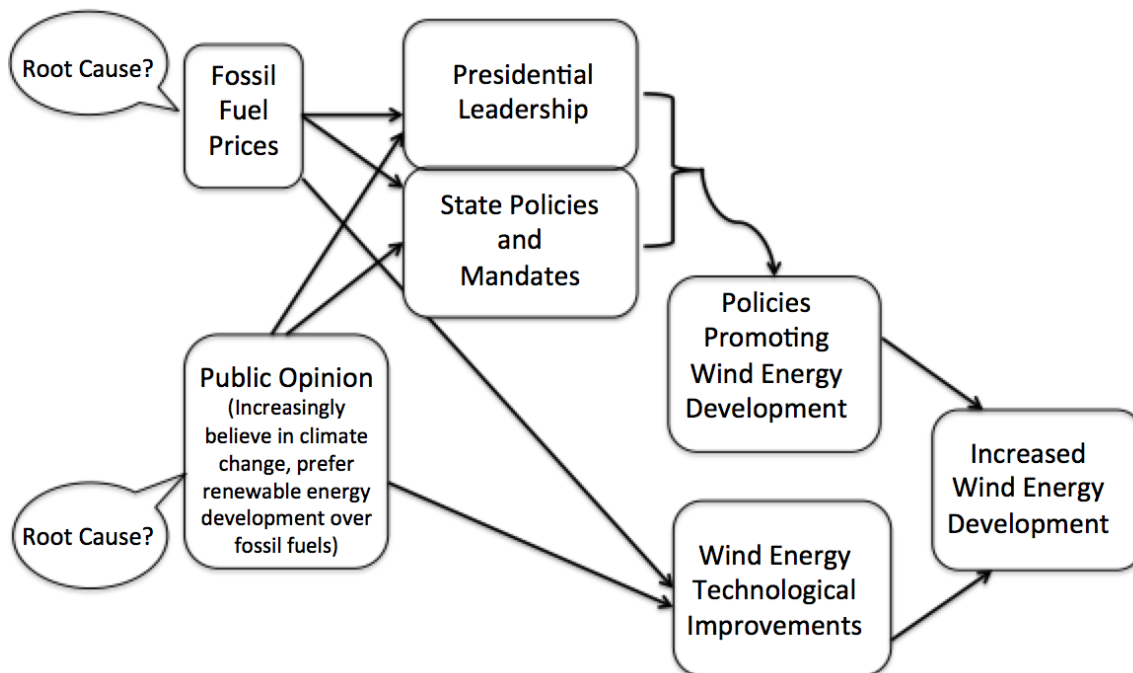 Root Cause?
Fossil
Fuel
Prices
Presidential
Leadership
State Policies
and
Mandates
Policies
Promoting
Wind Energy
Development
Public Opinion
(Increasingly
believe in climate
change, prefer
renewable energy
development over
fossil fuels)
Root Cause?
Increased
Wind Energy
Development
Wind Energy
Technological
Improvements